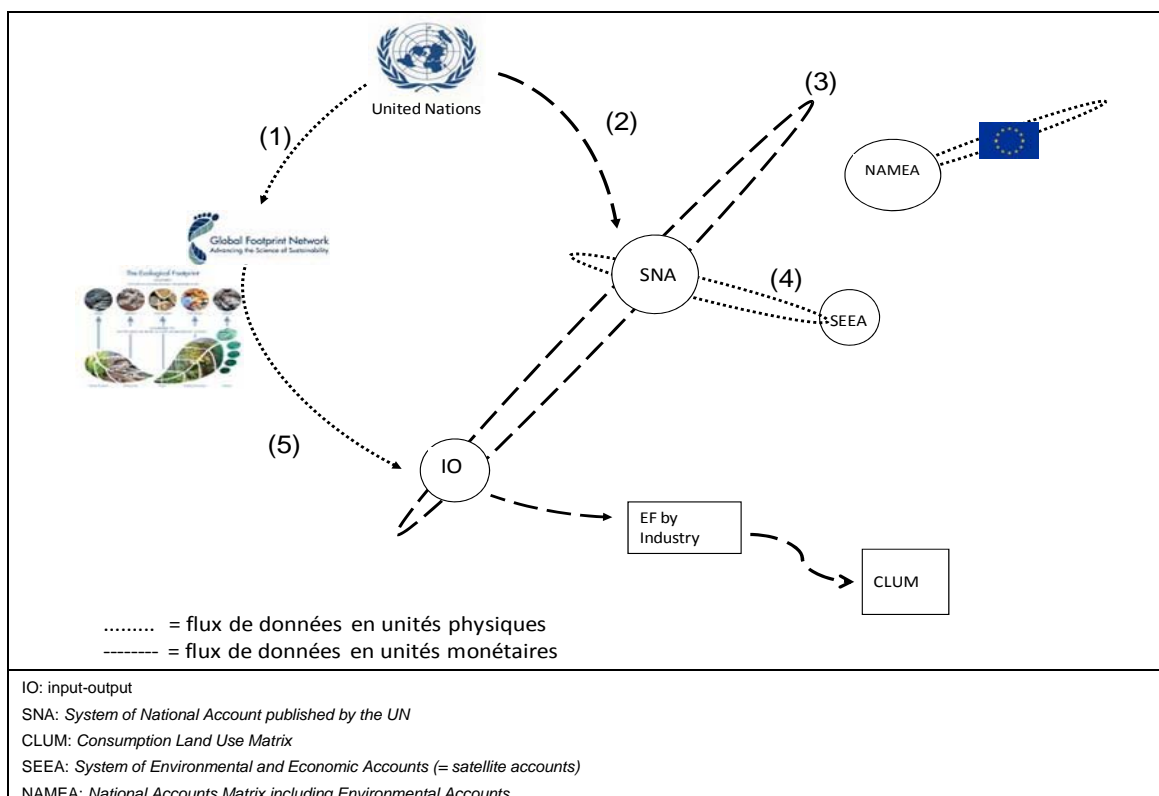 United Nations
(1)
(2)
(3)
NAMEA
Global Footprint Network
Advancing the Science of Sustainability
The Ecological Footprint
SNA
(4)
SEEA
(5)
IO
EF by
Industry
CLUM
......... = flux de données en unités physiques
-------- = flux de données en unités monétaires
IO: input-output
SNA: System of National Account published by the UN
CLUM: Consumption Land Use Matrix
SEEA: System of Environmental and Economic Accounts (= satellite accounts)
NAMEA: National Accounts Matrix including Environmental Accounts